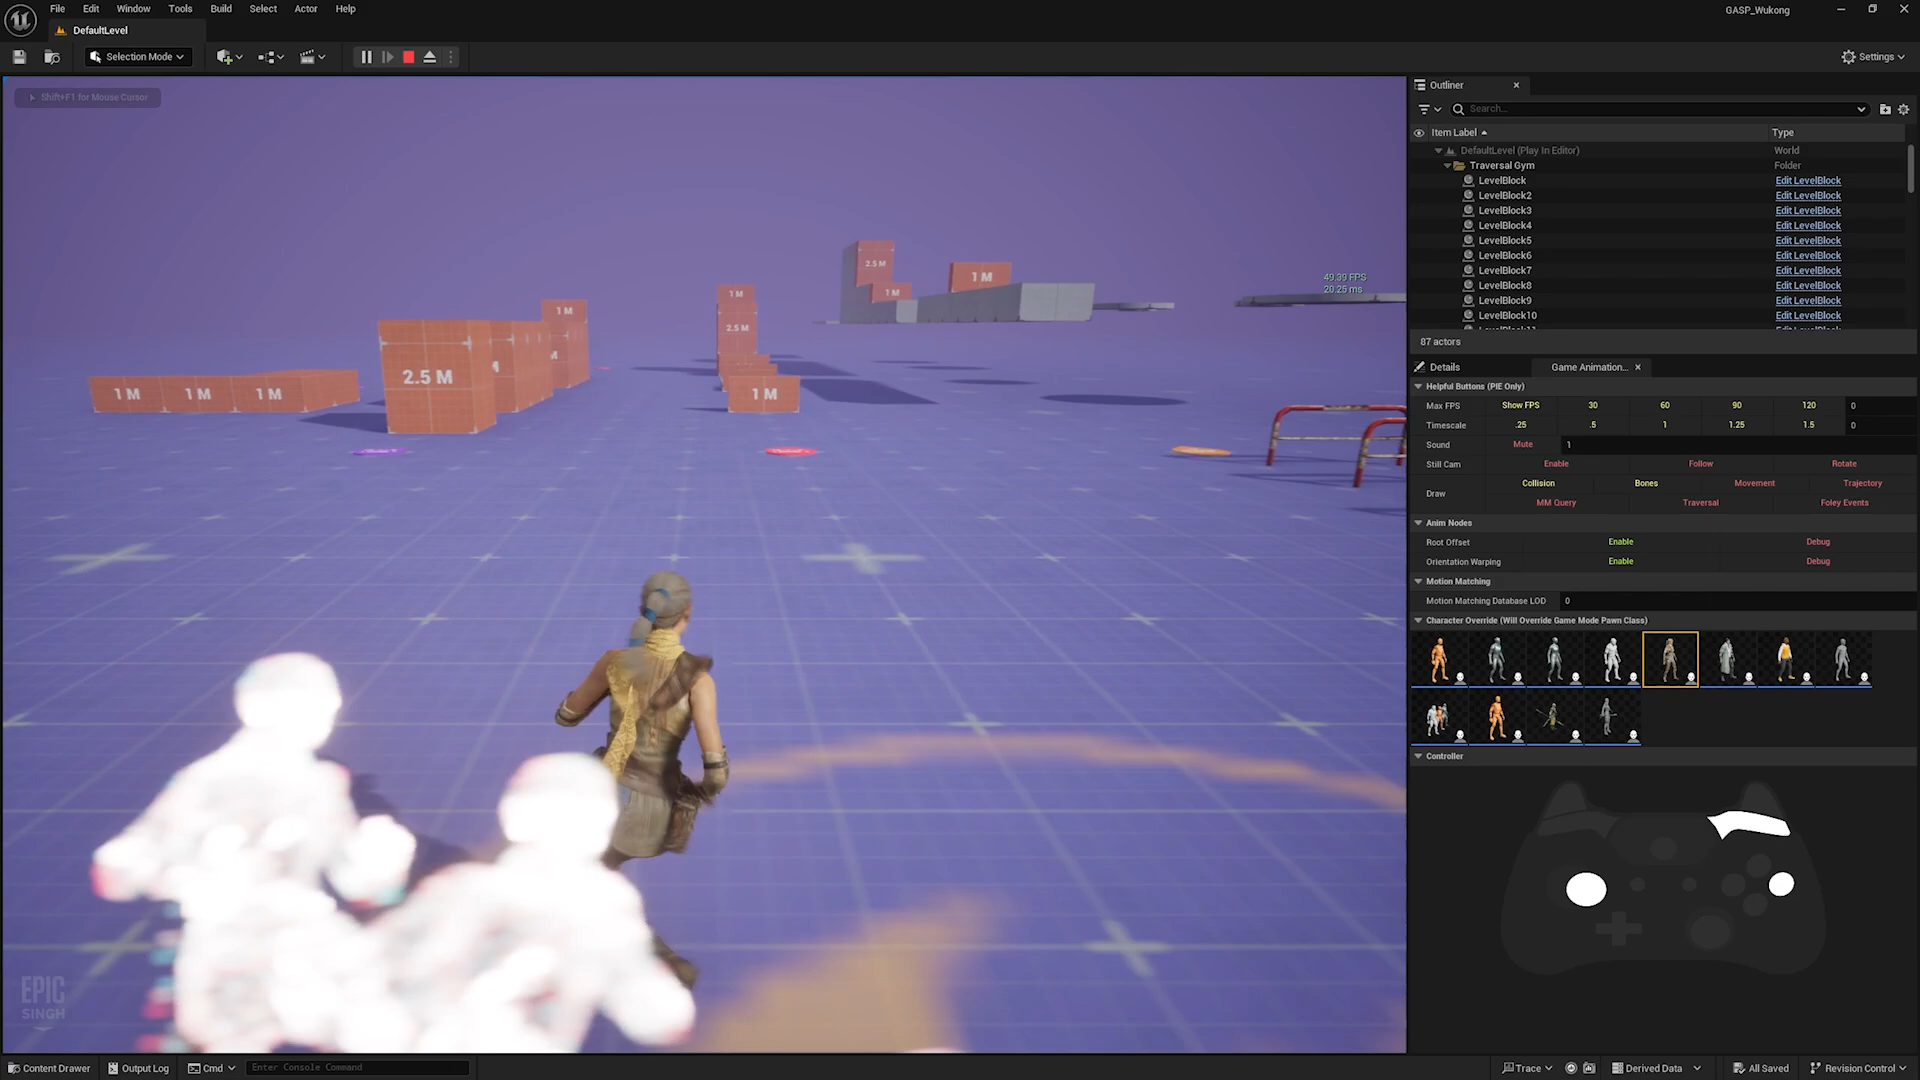 File Edit Window Tools Build Select Actor Help
GASP_Wukong
DefaultLevel
Selection Mode
Settings
Shift+F1 for Mouse Cursor
Outliner
Search...
Item Label
Type
DefaultLevel (Play In Editor)
World
Traversal Gym
Folder
LevelBlock
Edit LevelBlock
LevelBlock2
Edit LevelBlock
LevelBlock3
Edit LevelBlock
LevelBlock4
Edit LevelBlock
LevelBlock5
Edit LevelBlock
LevelBlock6
Edit LevelBlock
LevelBlock7
Edit LevelBlock
LevelBlock8
Edit LevelBlock
LevelBlock9
Edit LevelBlock
LevelBlock10
Edit LevelBlock
87 actors
2.5 M
1 M
1 M
49.39 FPS
20.25 ms
1 M
2.5 M
1 M
1 M
1 M
1 M
2.5 M
1 M
Details
Game Animation...
Helpful Buttons (PIE Only)
Max FPS Show FPS 30 60 90 120 0
Timescale .25 .5 1 1.25 1.5 0
Sound Mute 1
Still Cam Enable Follow Rotate
Draw
Collision Bones Movement Trajectory
MM Query Traversal Foley Events
Anim Nodes
Root Offset Enable Debug
Orientation Warping Enable Debug
Motion Matching
Motion Matching Database LOD 0
Character Override (Will Override Game Mode Pawn Class)
Controller
EPIC
SINGH
Content Drawer
Output Log
Cmd
Enter Console Command
Trace
Derived Data
All Saved
Revision Control